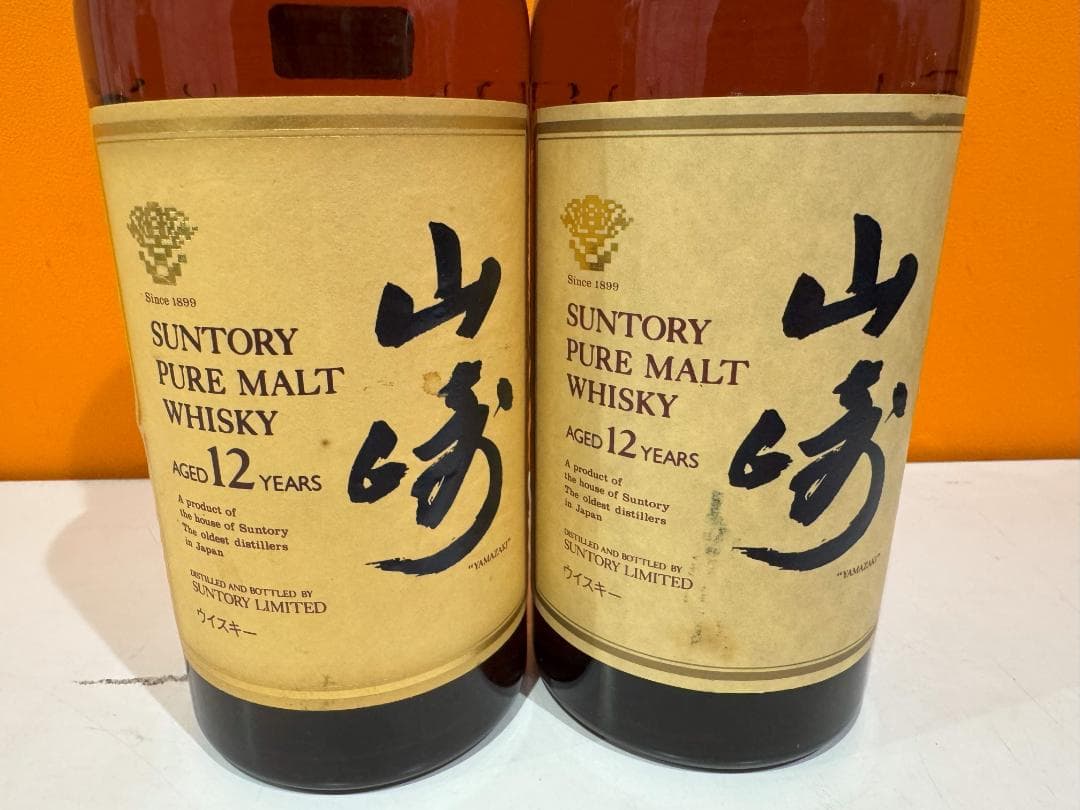 Since 1899
SUNTORY
PURE MALT
WHISKY
AGED 12 YEARS
A product of
the house of Suntory
The oldest distillers
in Japan
DISTILLED AND BOTTLED BY
SUNTORY LIMITED
ウイスキー
山崎
"YAMAZAKI"
Since 1899
SUNTORY
PURE MALT
WHISKY
AGED 12 YEARS
A product of
the house of Suntory
The oldest distillers
in Japan
DISTILLED AND BOTTLED BY
SUNTORY LIMITED
ウイスキー
山崎
"YAMAZAKI"